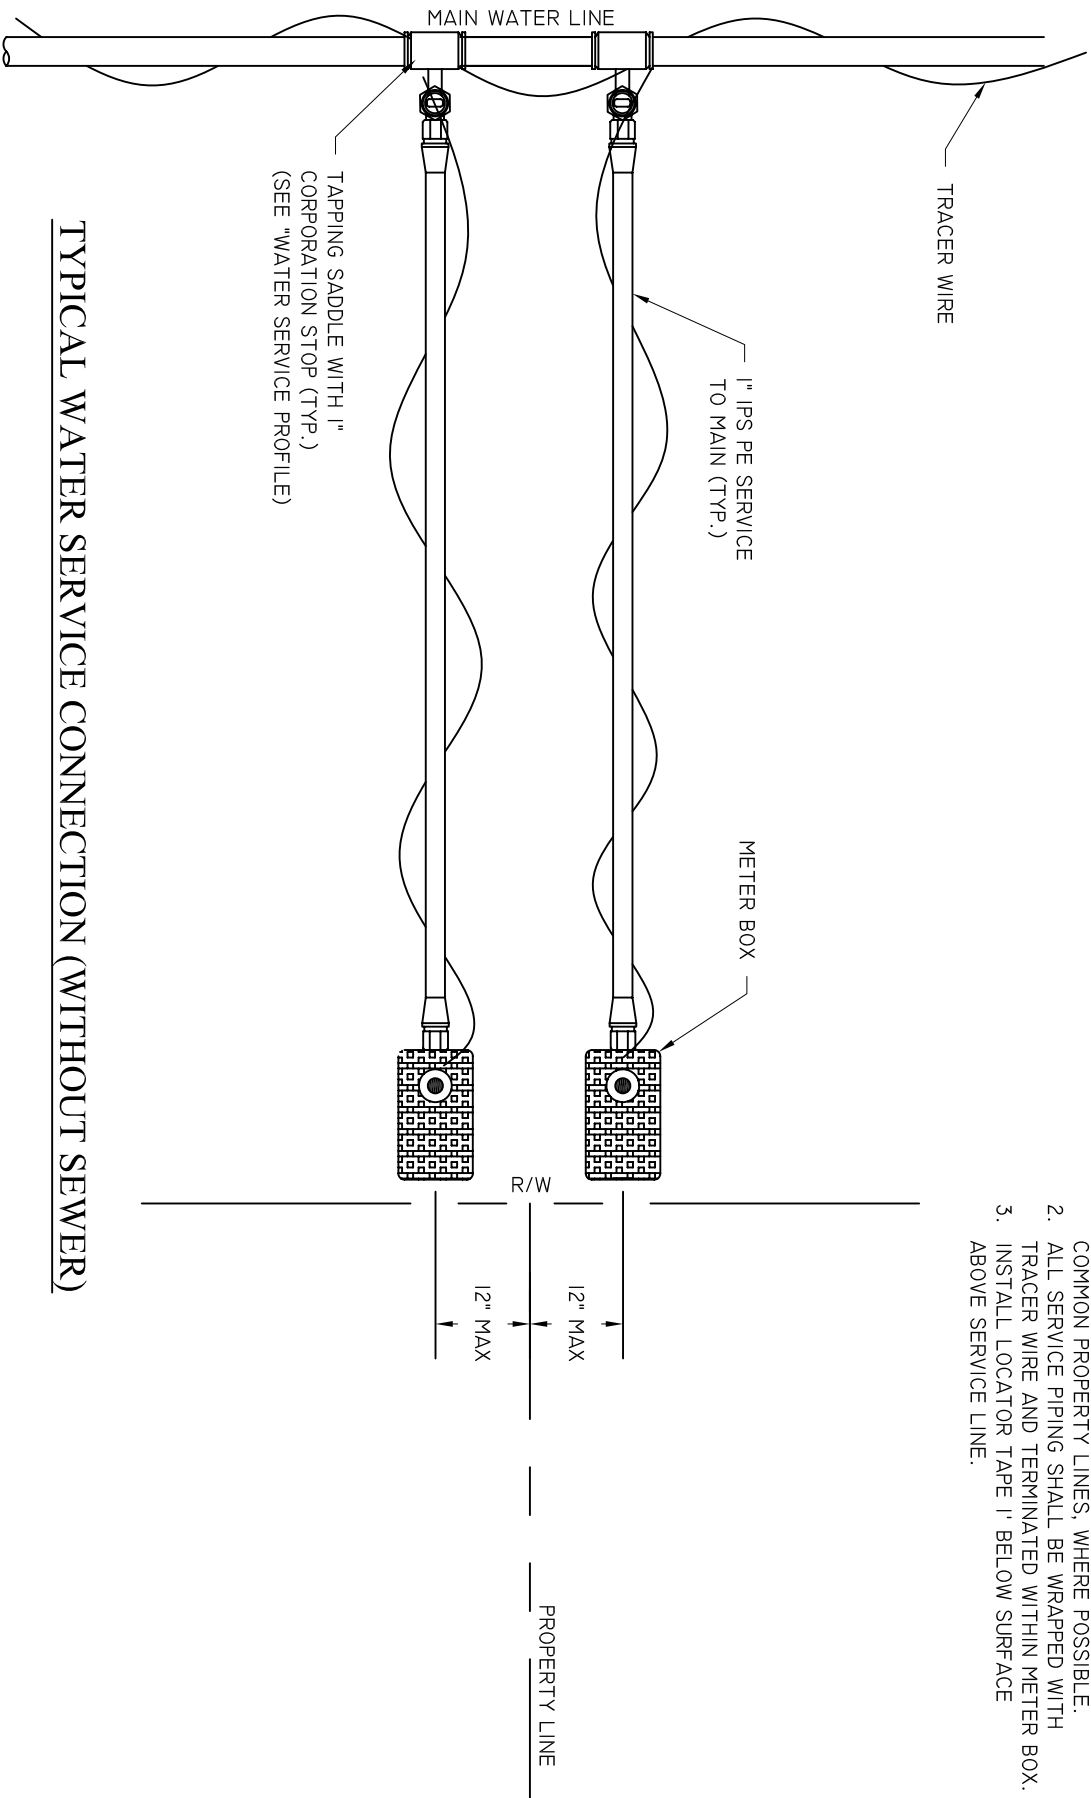 MAIN WATER LINE
TRACER WIRE
1" IPS PE SERVICE
TO MAIN (TYP.)
TAPPING SADDLE WITH 1"
CORPORATION STOP (TYP.)
(SEE "WATER SERVICE PROFILE)
METER BOX
COMMON PROPERTY LINES, WHERE POSSIBLE.
2. ALL SERVICE PIPING SHALL BE WRAPPED WITH
TRACER WIRE AND TERMINATED WITHIN METER BOX.
3. INSTALL LOCATOR TAPE 1' BELOW SURFACE
ABOVE SERVICE LINE.
R/W
12" MAX
12" MAX
PROPERTY LINE
TYPICAL WATER SERVICE CONNECTION (WITHOUT SEWER)